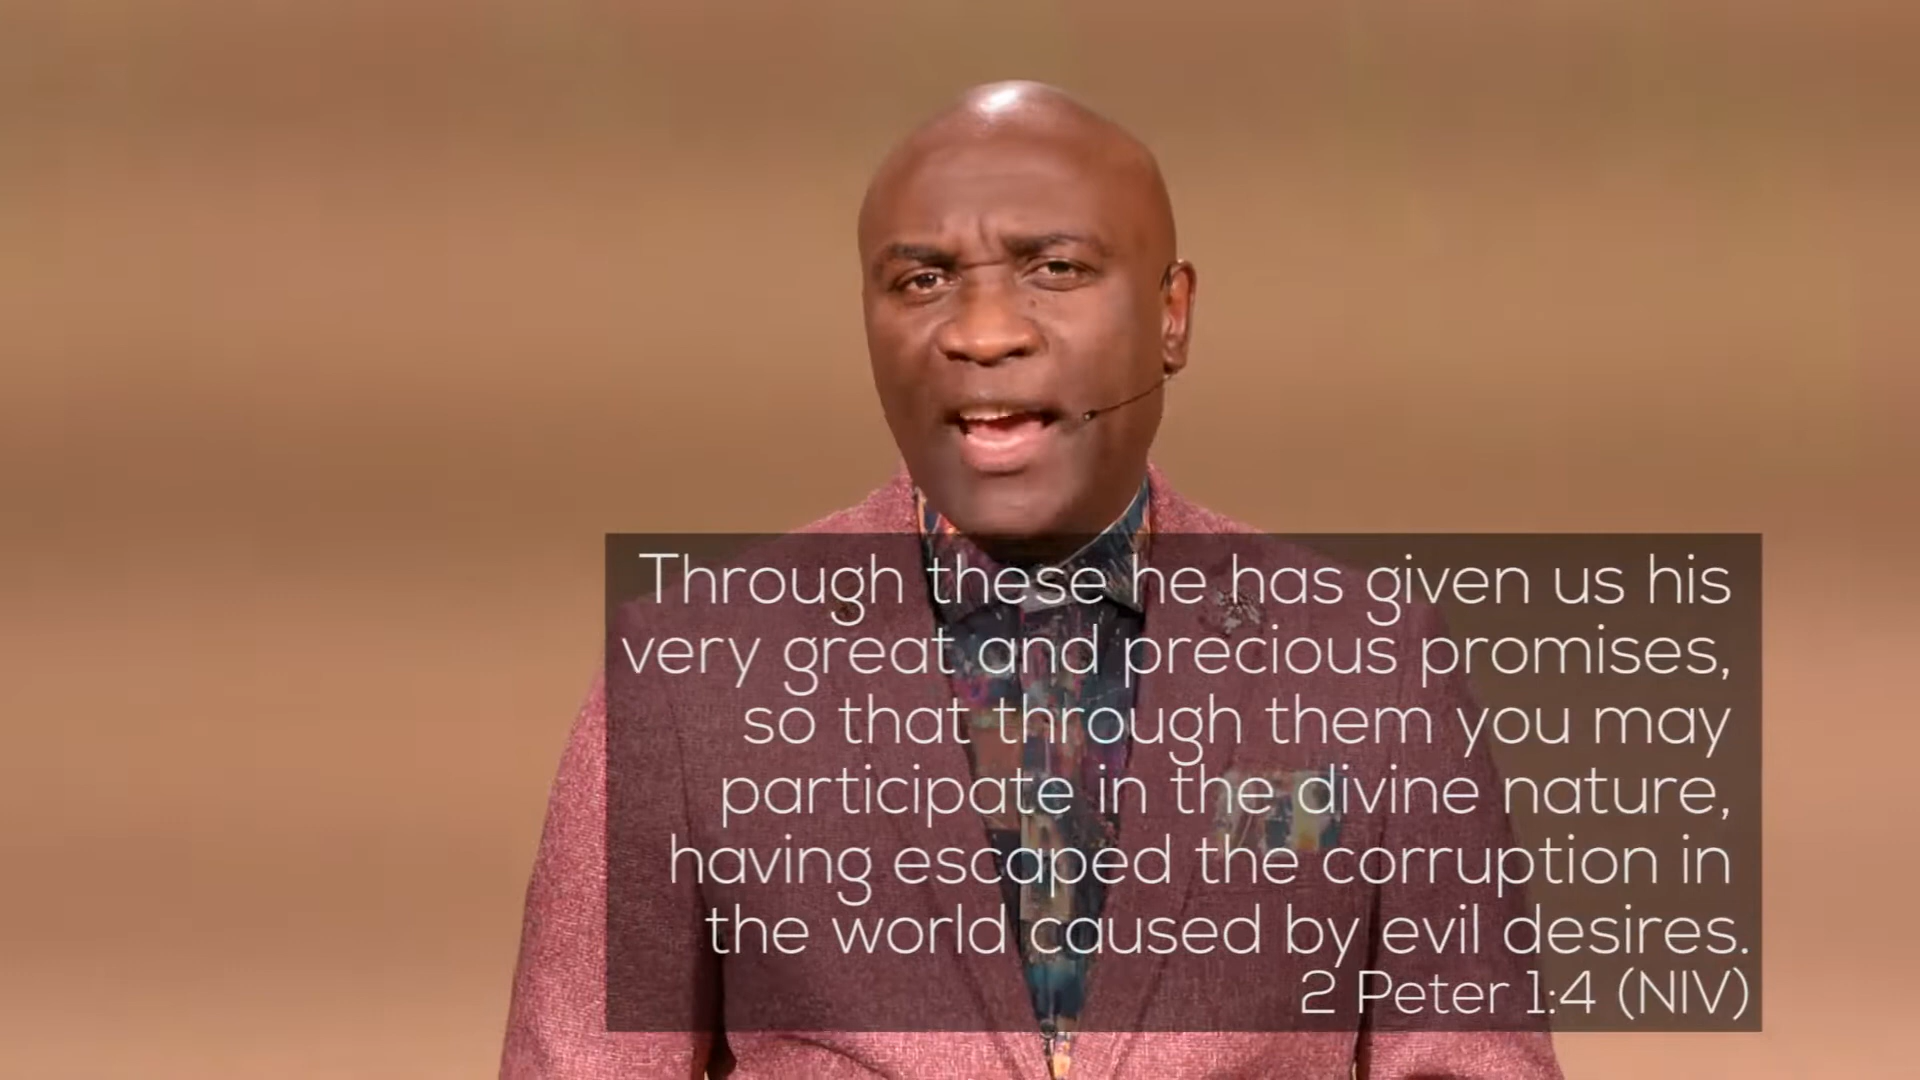 Through these he has given us his
very great and precious promises,
so that through them you may
participate in the divine nature,
having escaped the corruption in
the world caused by evil desires.
2 Peter 1:4 (NIV)